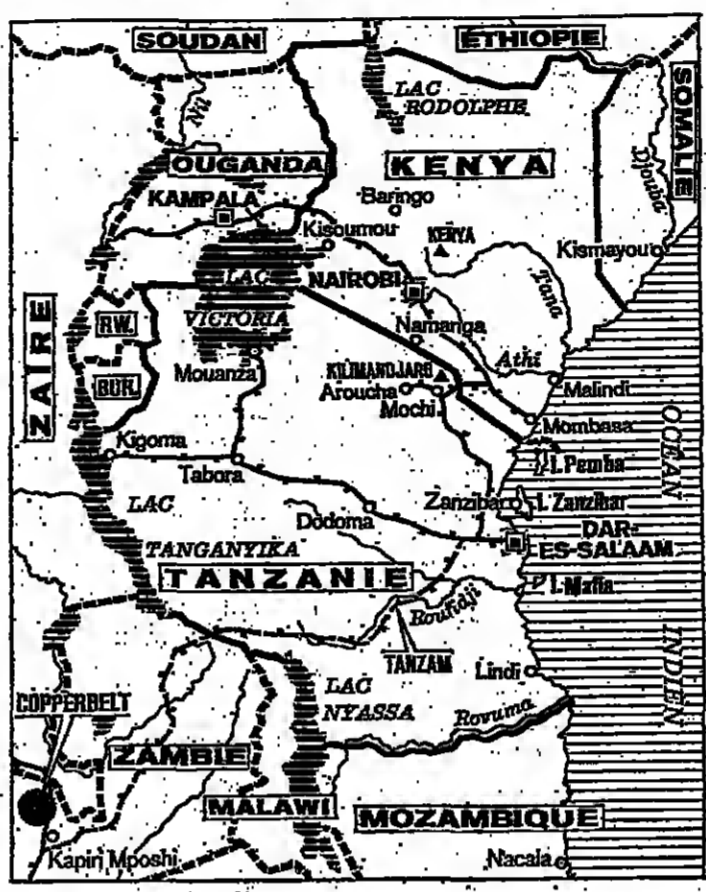 SOUDAN
ÉTHIOPIE
SOMALIE
LAC
RODOLPHE
Nil
Djouba
OUGANDA
KENYA
KAMPALA
Baringo
Kisoumou
KENYA
Kismayou
LAC
VICTORIA
NAIROBI
Tana
ZAIRE
RW.
Namanga
Athi
BUR.
Mouanza
KILIMANDJARO
Aroucha
Mochi
Malindi
Mombasa
OCÉAN
INDIEN
Kigoma
Tabora
I. Pemba
LAC
TANGANYIKA
Dodoma
Zanzibar
I. Zanzibar
DAR-
ES-SALAAM
TANZANIE
I. Mafia
Roufidji
TANZAM
Lindi
COPPERBELT
LAC
NYASSA
Rovuma
ZAMBIE
MALAWI
MOZAMBIQUE
Kapiri Mposhi
Nacala